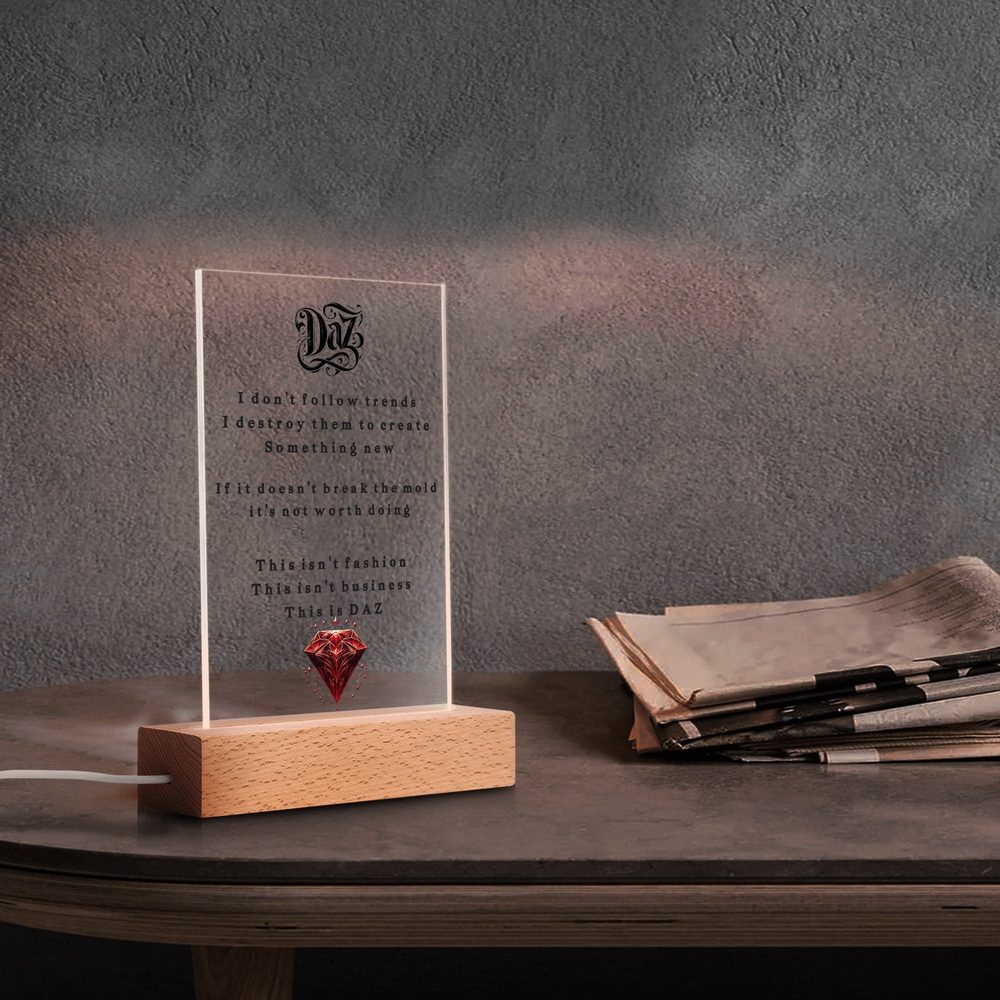 Daz
I don't follow trends
I destroy them to create
Something new
If it doesn't break the mold
it's not worth doing
This isn't fashion
This isn't business
This is DAZ